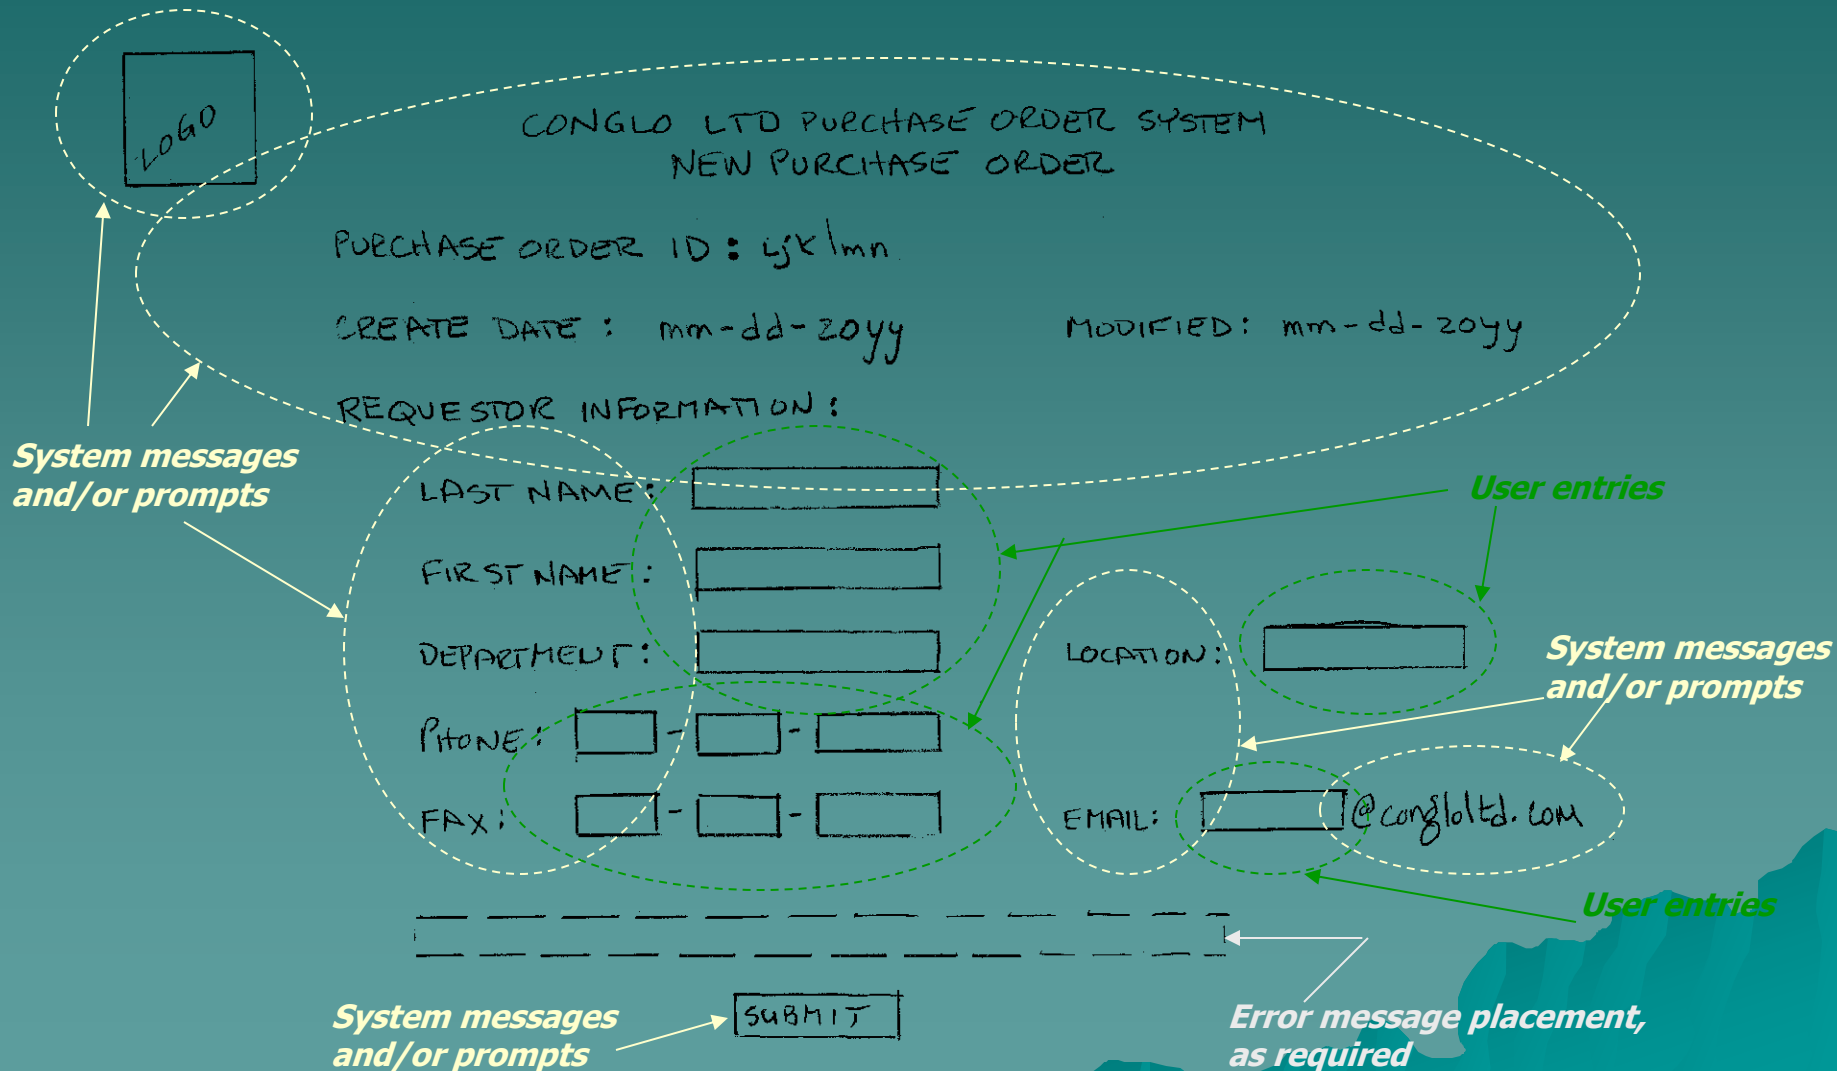 LOGO
CONGLO LTD PURCHASE ORDER SYSTEM
NEW PURCHASE ORDER
PURCHASE ORDER ID: ijklmn
CREATE DATE: mm-dd-20yy MODIFIED: mm-dd-20yy
REQUESTOR INFORMATION:
System messages
and/or prompts
LAST NAME:
User entries
FIRST NAME:
DEPARTMENT:
LOCATION:
System messages
and/or prompts
PHONE: - -
FAX: - -
EMAIL: @congloltd.com
User entries
SUBMIT
System messages
and/or prompts
Error message placement,
as required